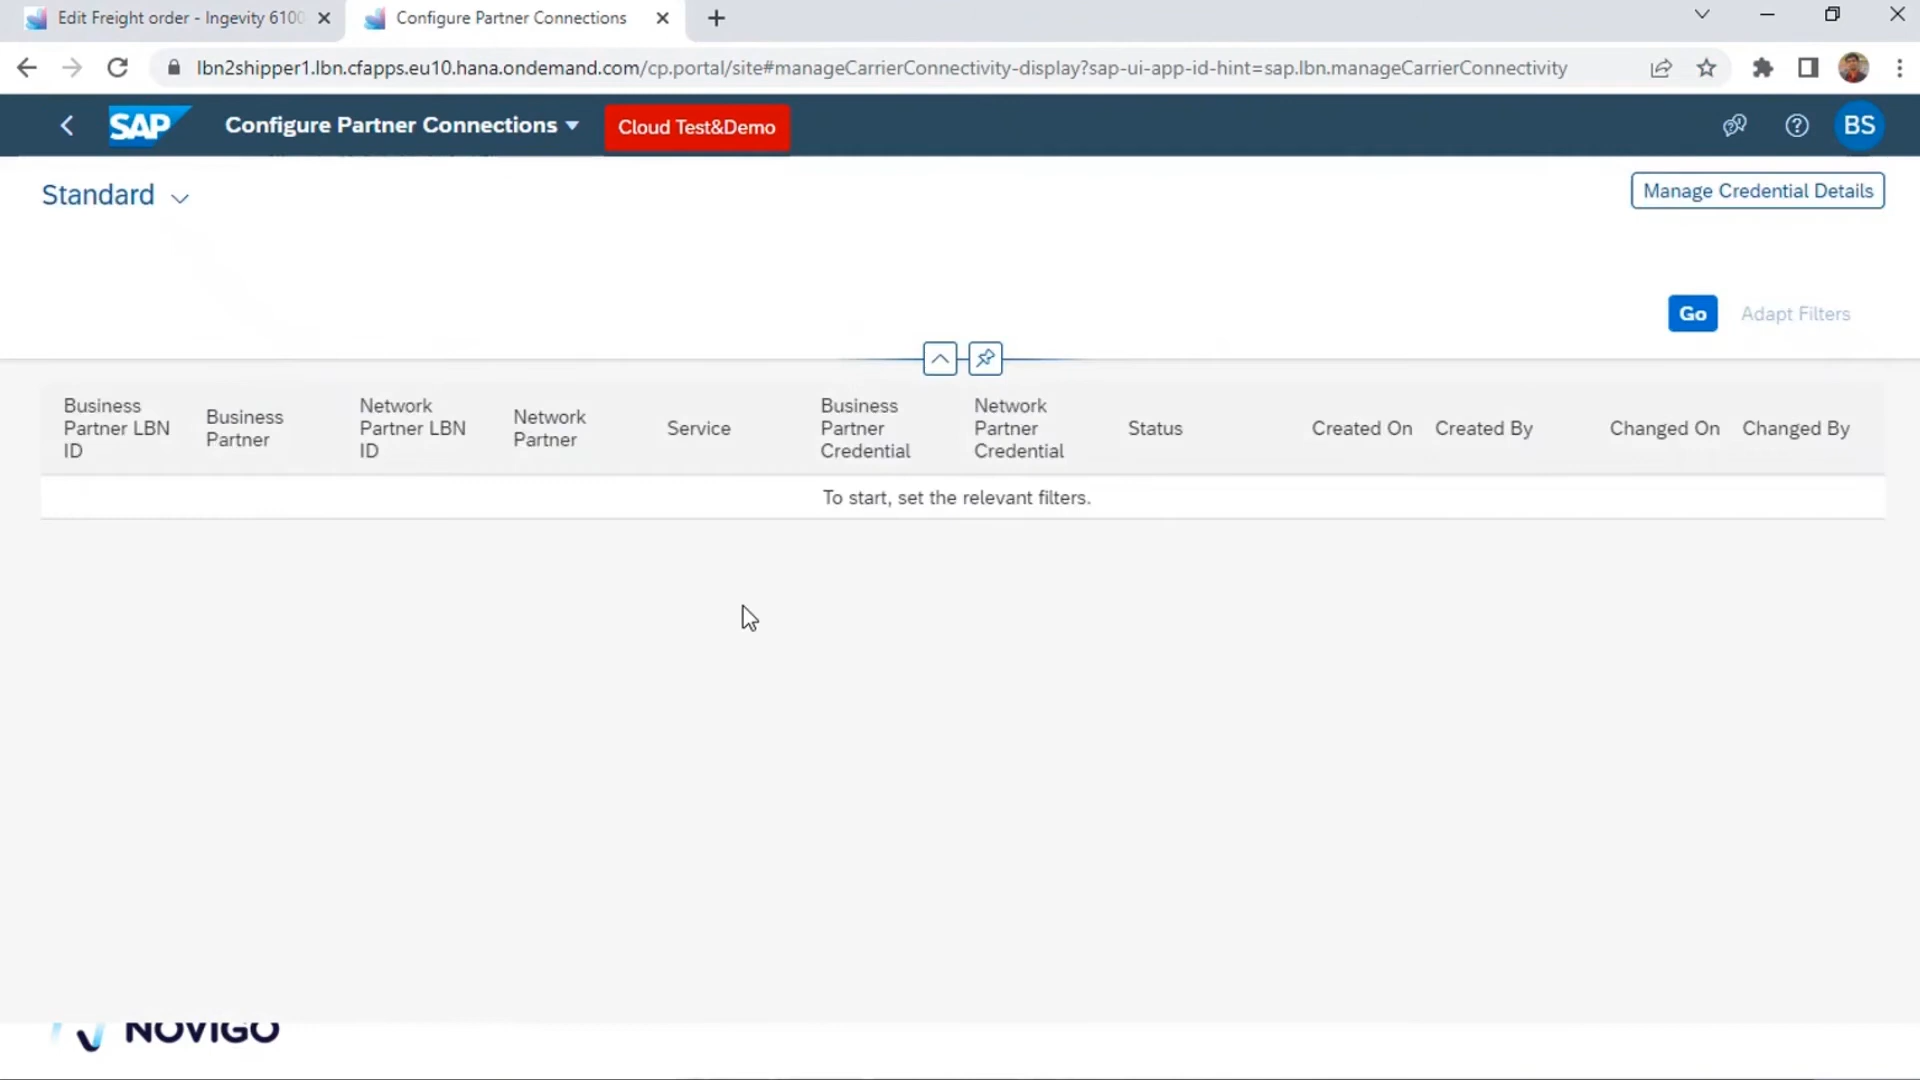 Edit Freight order - Ingevity 6100
Configure Partner Connections
lbn2shipper1.lbn.cfapps.eu10.hana.ondemand.com/cp.portal/site#manageCarrierConnectivity-display?sap-ui-app-id-hint=sap.lbn.manageCarrierConnectivity
SAP
Configure Partner Connections
Cloud Test&Demo
BS
Standard
Manage Credential Details
Go
Adapt Filters
Business
Partner LBN
ID
Business
Partner
Network
Partner LBN
ID
Network
Partner
Service
Business
Partner
Credential
Network
Partner
Credential
Status
Created On
Created By
Changed On
Changed By
To start, set the relevant filters.
NOVIGO